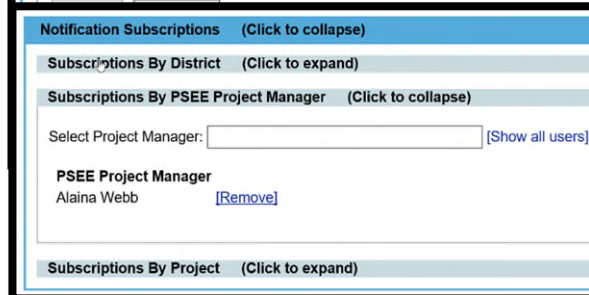 Notification Subscriptions (Click to collapse)
Subscriptions By District (Click to expand)
Subscriptions By PSEE Project Manager (Click to collapse)
Select Project Manager: [Show all users]
PSEE Project Manager
Alaina Webb [Remove]
Subscriptions By Project (Click to expand)